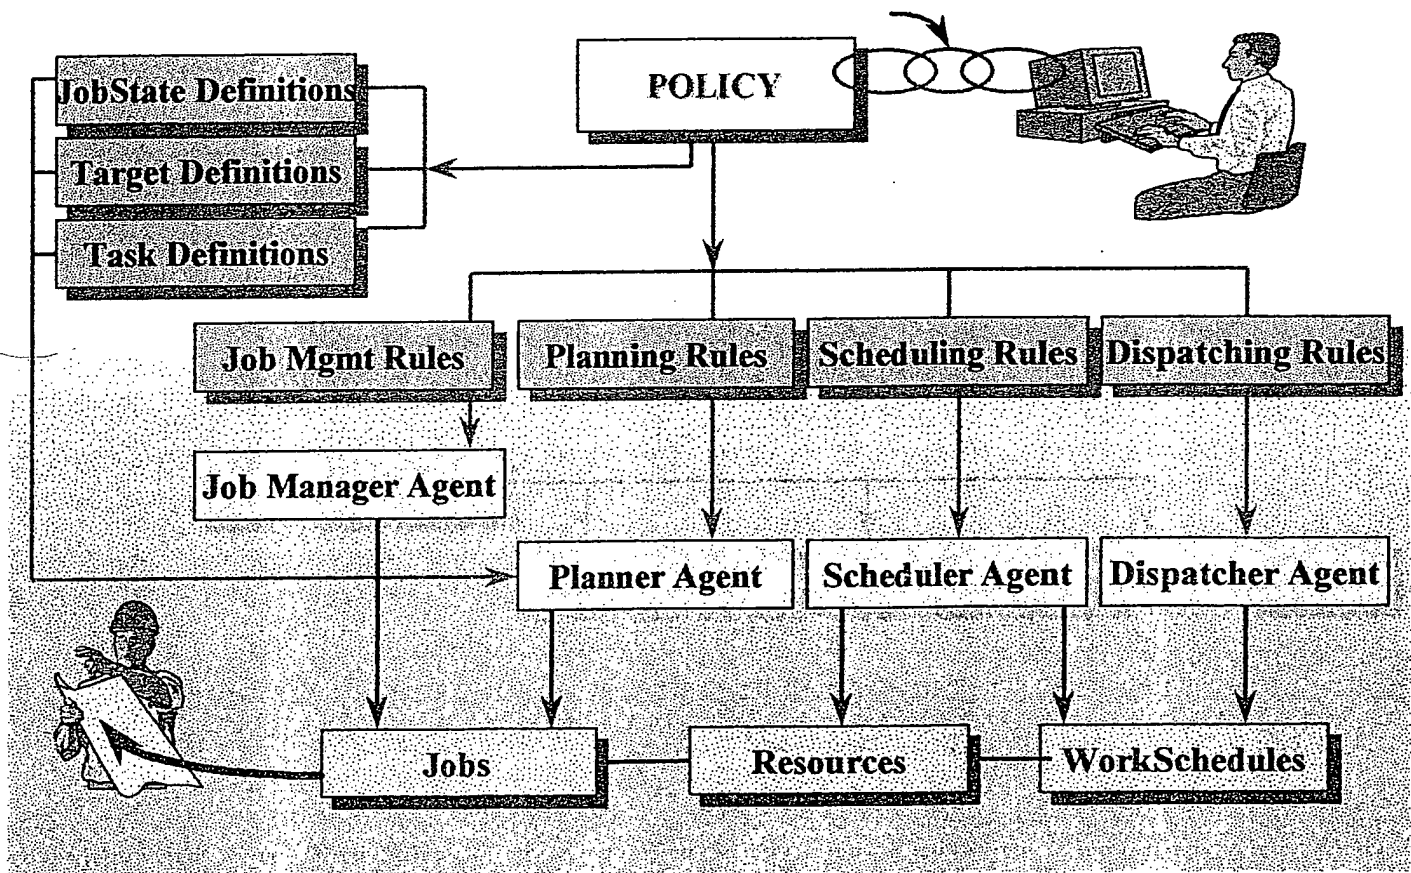 POLICY
JobState Definitions
Target Definitions
Task Definitions
Job Mgmt Rules
Planning Rules
Scheduling Rules
Dispatching Rules
Job Manager Agent
Planner Agent
Scheduler Agent
Dispatcher Agent
Jobs
Resources
WorkSchedules